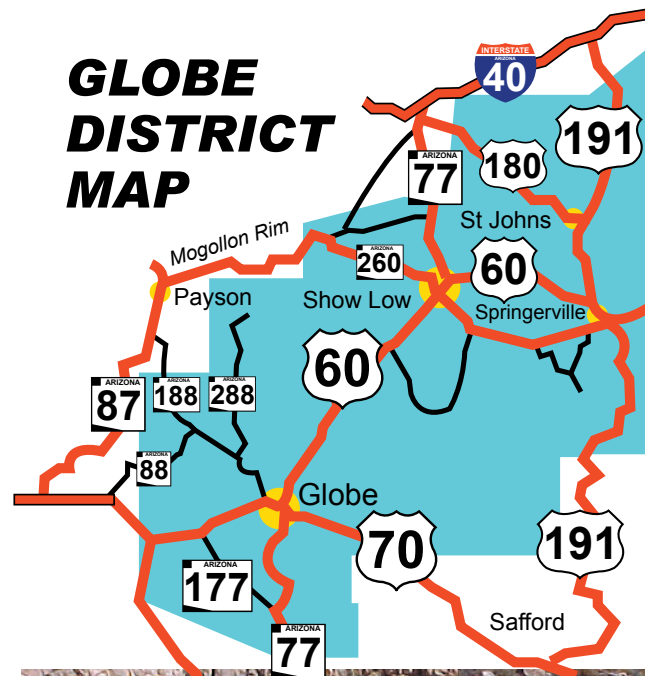 GLOBE
DISTRICT
MAP
INTERSTATE
ARIZONA
40
191
ARIZONA
77
180
St Johns
Mogollon Rim
ARIZONA
260
60
Payson
Show Low
Springerville
60
ARIZONA
87
ARIZONA
188
ARIZONA
288
ARIZONA
88
Globe
70
191
ARIZONA
177
Safford
ARIZONA
77